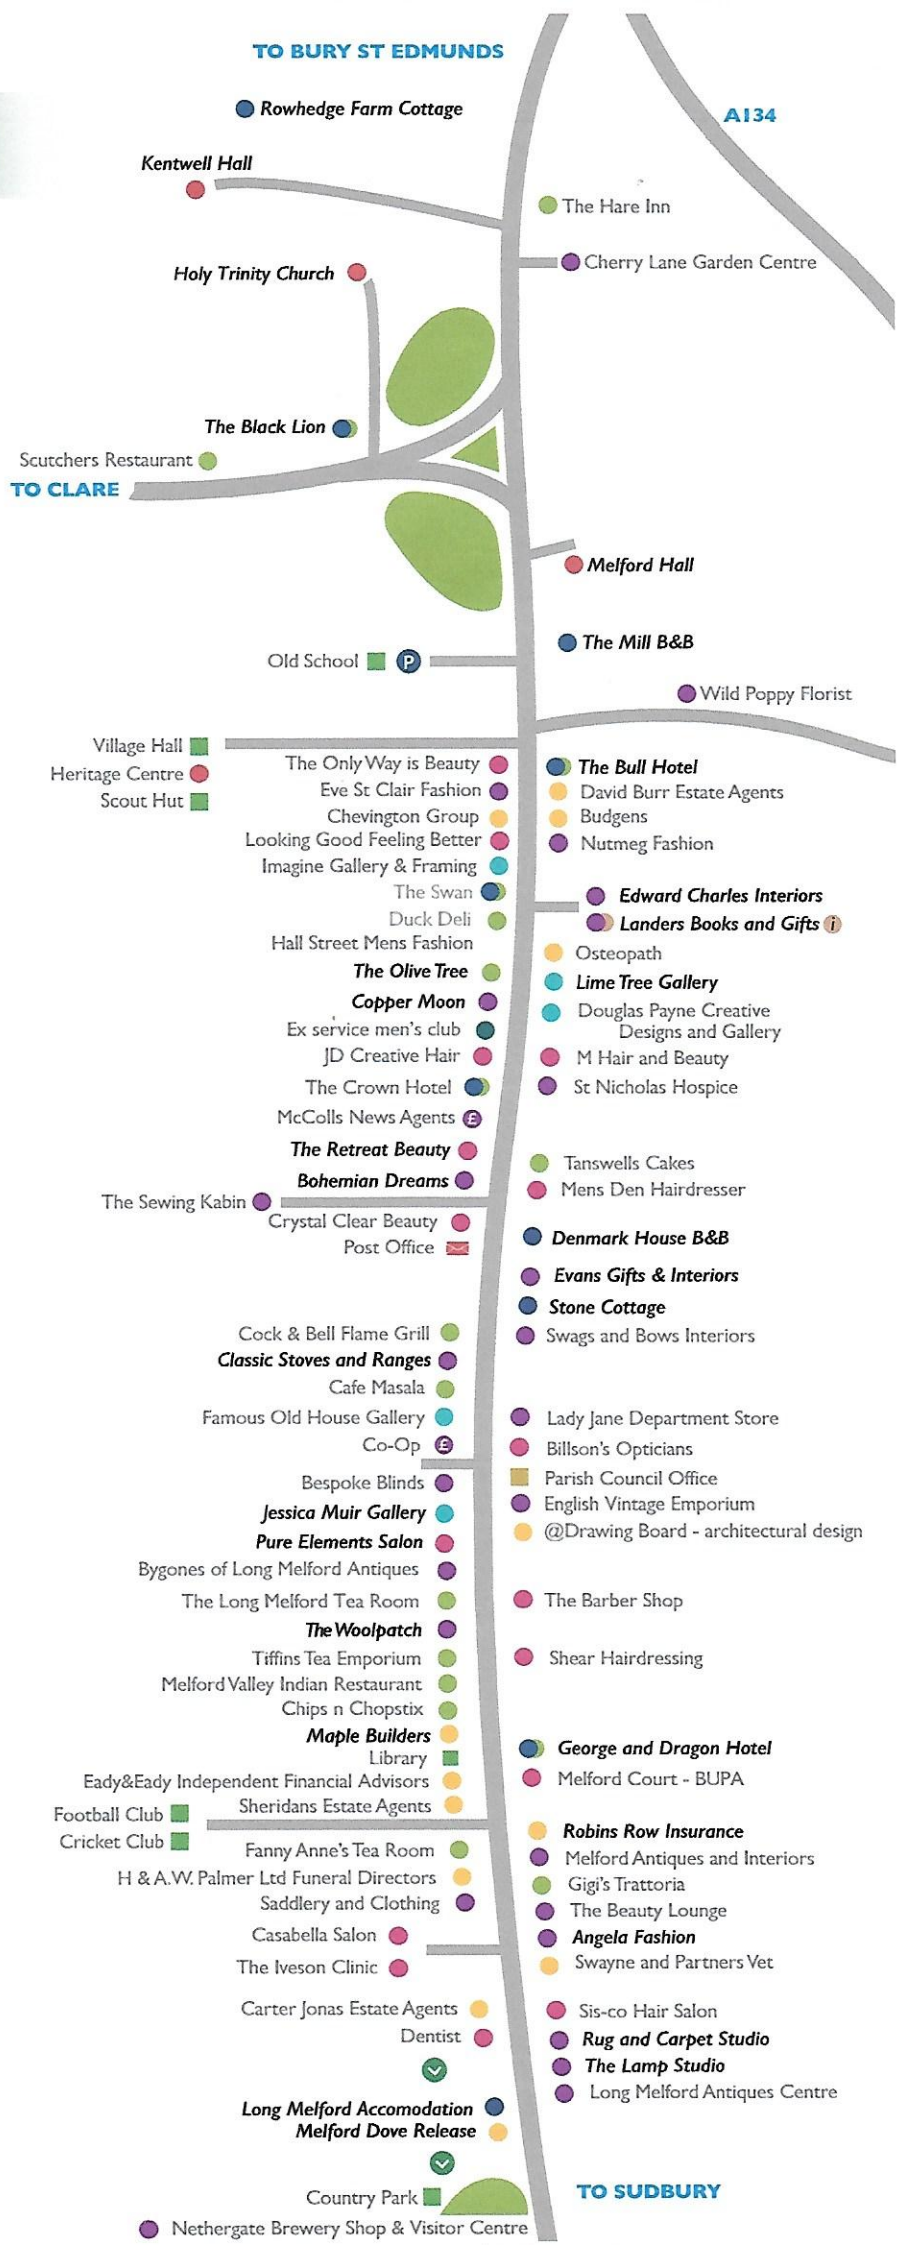 TO BURY ST EDMUNDS
Rowhedge Farm Cottage
A134
Kentwell Hall
The Hare Inn
Cherry Lane Garden Centre
Holy Trinity Church
The Black Lion
Scutchers Restaurant
TO CLARE
Melford Hall
The Mill B&B
Old School
P
Wild Poppy Florist
Village Hall
Heritage Centre
Scout Hut
The Only Way is Beauty
Eve St Clair Fashion
Chevington Group
Looking Good Feeling Better
Imagine Gallery & Framing
The Swan
Duck Deli
Hall Street Mens Fashion
The Olive Tree
Copper Moon
Ex service men's club
JD Creative Hair
The Crown Hotel
McColls News Agents £
The Retreat Beauty
Bohemian Dreams
The Sewing Kabin
Crystal Clear Beauty
Post Office
The Bull Hotel
David Burr Estate Agents
Budgens
Nutmeg Fashion
Edward Charles Interiors
Landers Books and Gifts i
Osteopath
Lime Tree Gallery
Douglas Payne Creative
Designs and Gallery
M Hair and Beauty
St Nicholas Hospice
Tanswells Cakes
Mens Den Hairdresser
Denmark House B&B
Evans Gifts & Interiors
Stone Cottage
Swags and Bows Interiors
Cock & Bell Flame Grill
Classic Stoves and Ranges
Cafe Masala
Famous Old House Gallery
Co-Op £
Bespoke Blinds
Jessica Muir Gallery
Pure Elements Salon
Bygones of Long Melford Antiques
The Long Melford Tea Room
The Woolpatch
Tiffins Tea Emporium
Melford Valley Indian Restaurant
Chips n Chopstix
Maple Builders
Library
Eady&Eady Independent Financial Advisors
Sheridans Estate Agents
Lady Jane Department Store
Billson's Opticians
Parish Council Office
English Vintage Emporium
@Drawing Board - architectural design
The Barber Shop
Shear Hairdressing
George and Dragon Hotel
Melford Court - BUPA
Football Club
Cricket Club
Fanny Anne's Tea Room
H & A.W. Palmer Ltd Funeral Directors
Saddlery and Clothing
Casabella Salon
The Iveson Clinic
Carter Jonas Estate Agents
Dentist
Long Melford Accomodation
Melford Dove Release
Country Park
Nethergate Brewery Shop & Visitor Centre
Robins Row Insurance
Melford Antiques and Interiors
Gigi's Trattoria
The Beauty Lounge
Angela Fashion
Swayne and Partners Vet
Sis-co Hair Salon
Rug and Carpet Studio
The Lamp Studio
Long Melford Antiques Centre
TO SUDBURY